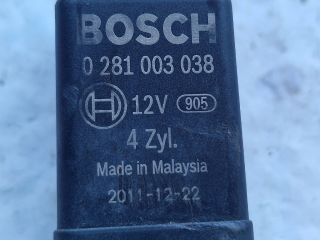 BOSCH
0 281 003 038
12V 905
4 Zyl.
Made in Malaysia
2011-12-22